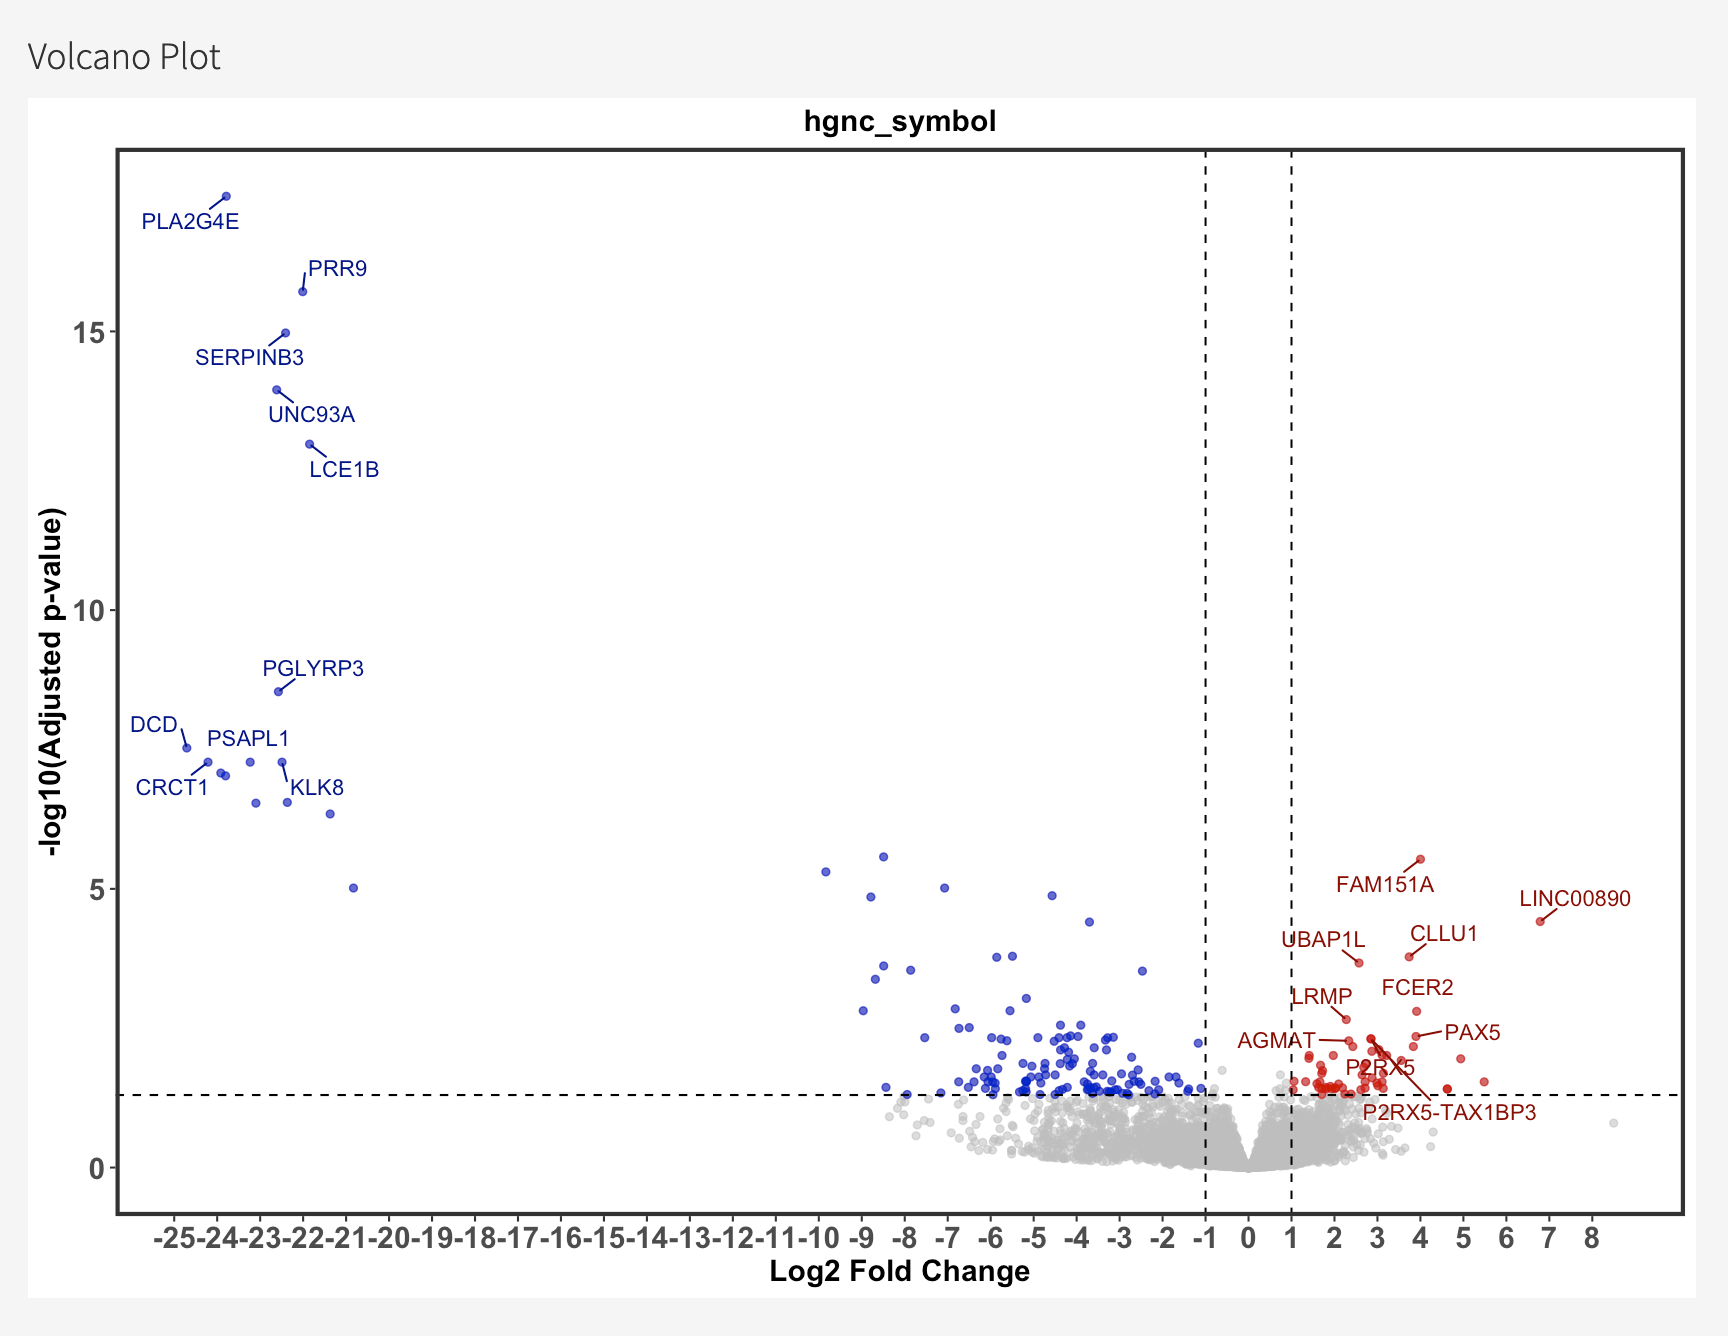 Volcano Plot
hgnc_symbol
PLA2G4E
PRR9
15
SERPINB3
UNC93A
LCE1B
-log10(Adjusted p-value)
10
PGLYRP3
DCD
PSAPL1
CRCT1
KLK8
5
FAM151A
LINC00890
UBAP1L
CLLU1
LRMP
FCER2
AGMAT
PAX5
P2RX5
P2RX5-TAX1BP3
0
-25 -24 -23 -22 -21 -20 -19 -18 -17 -16 -15 -14 -13 -12 -11 -10 -9 -8 -7 -6 -5 -4 -3 -2 -1 0 1 2 3 4 5 6 7 8
Log2 Fold Change